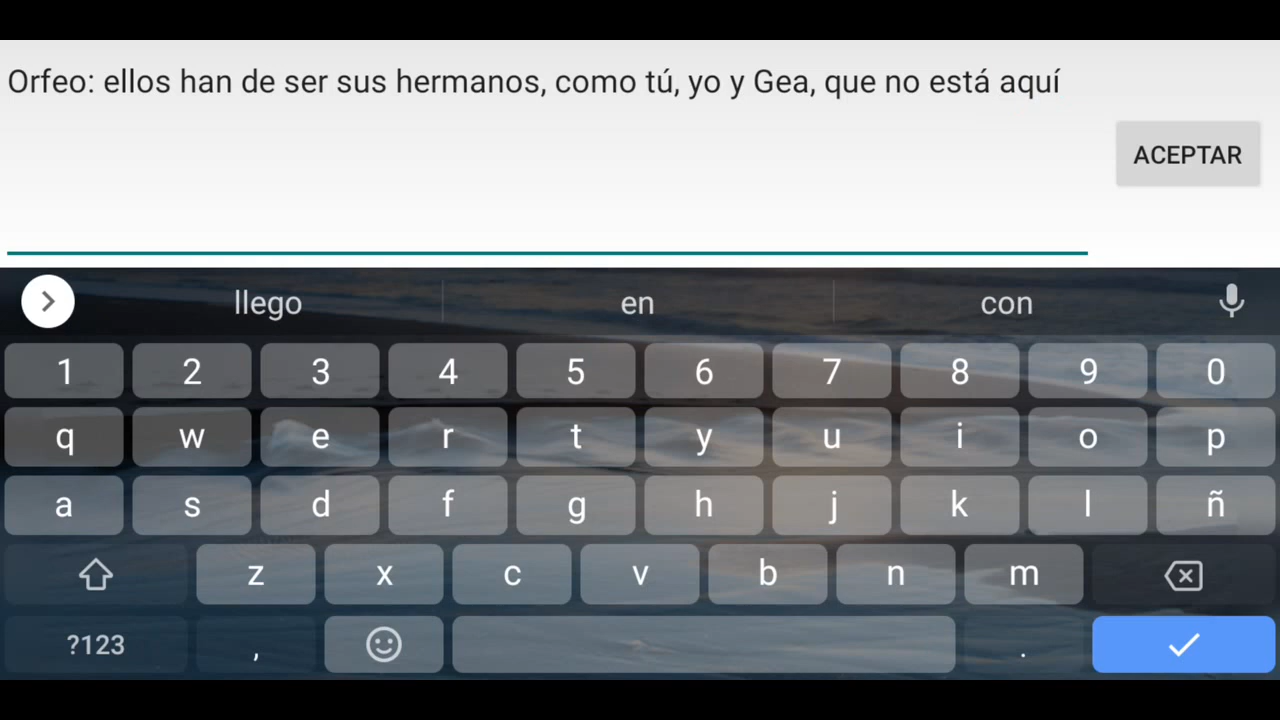 Orfeo: ellos han de ser sus hermanos, como tú, yo y Gea, que no está aquí
ACEPTAR
llego en con
1 2 3 4 5 6 7 8 9 0
q w e r t y u i o p
a s d f g h j k l ñ
z x c v b n m
?123 , .